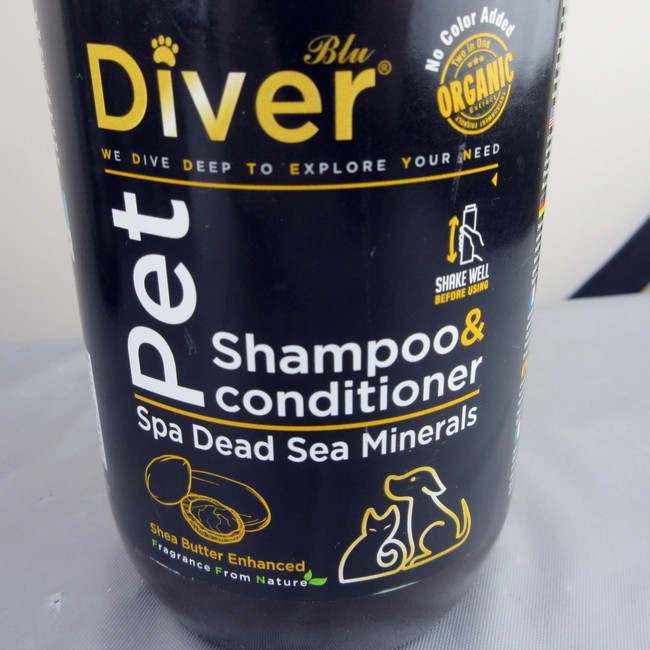 Blu
Diver®
No Color Added
Two in One
ORGANIC
Extract
WE DIVE DEEP TO EXPLORE YOUR NEED
SHAKE WELL
BEFORE USING
Pet
Shampoo&
conditioner
Spa Dead Sea Minerals
Shea Butter Enhanced
Fragrance From Nature